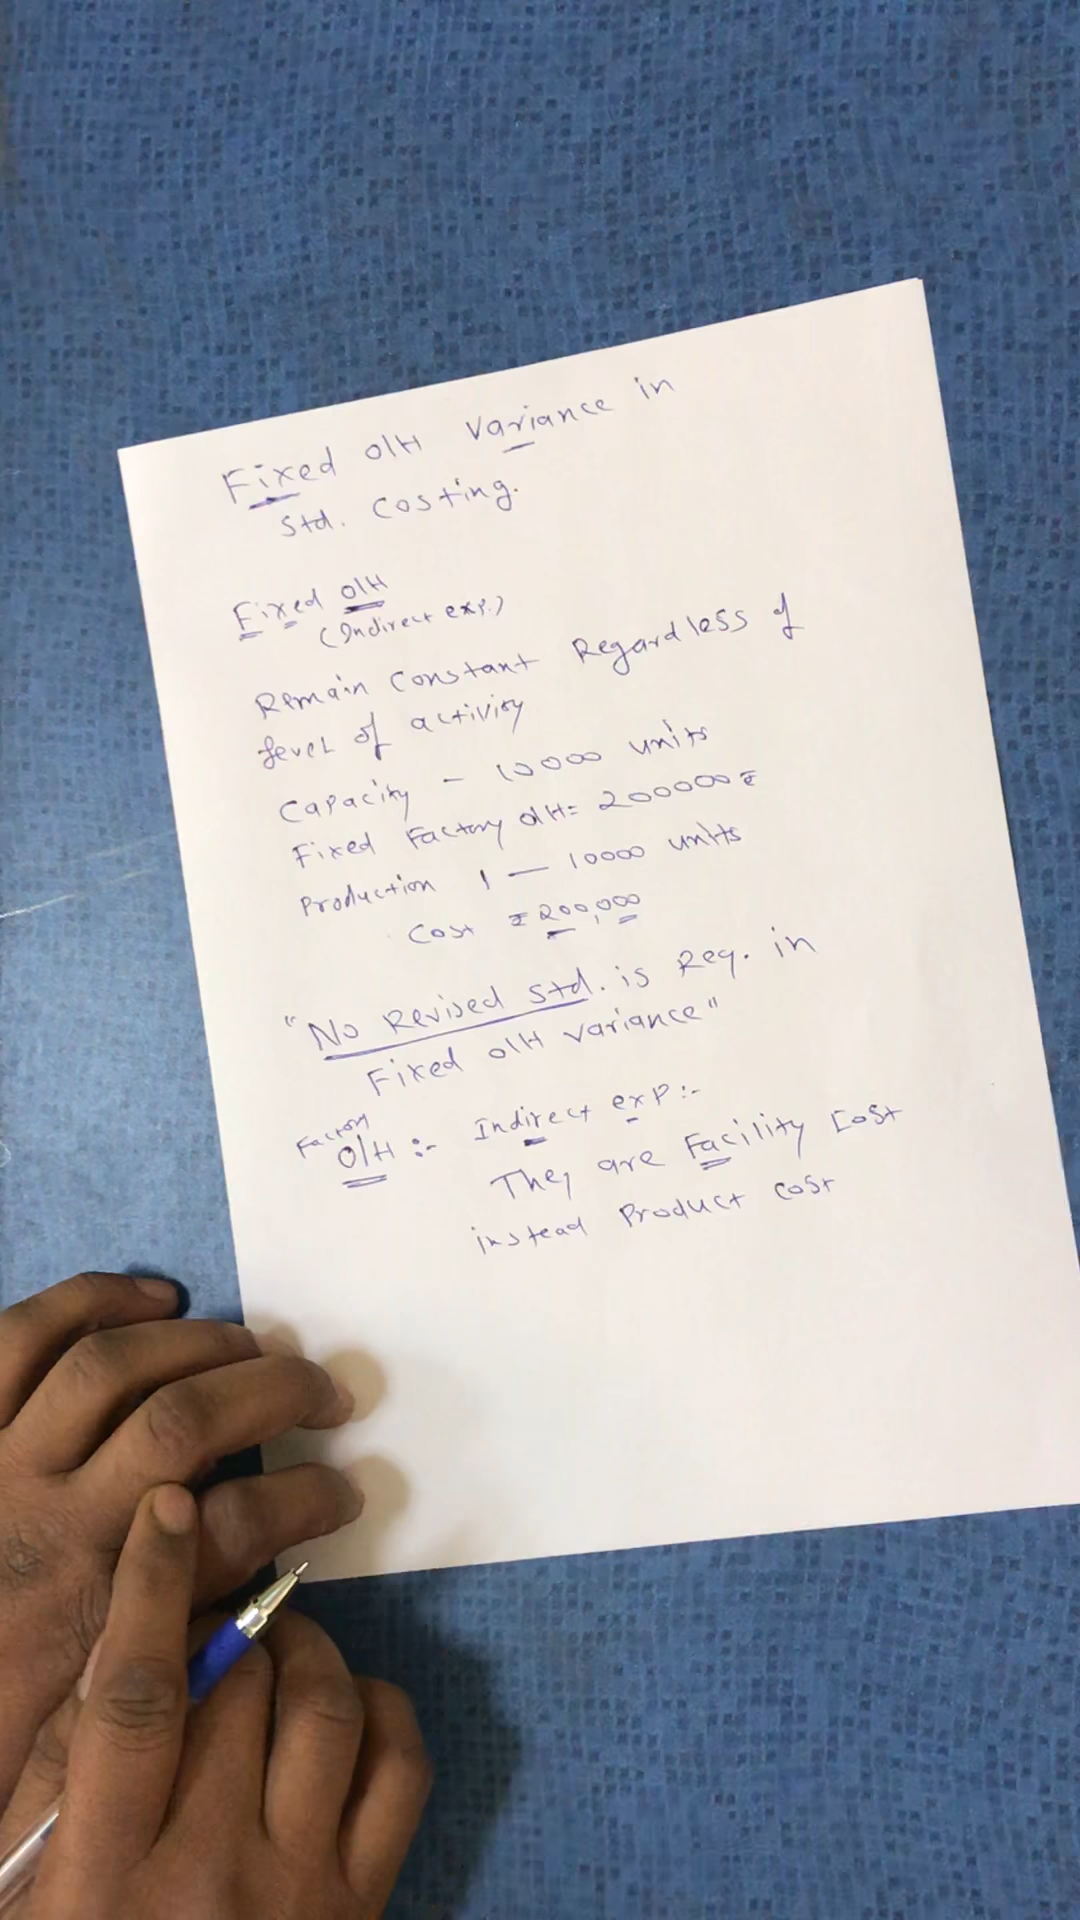 Fixed O/H Variance in
Std. Costing.
Fixed O/H
(Indirect exp.)
Remain Constant Regardless of
level of activity
Capacity - 10000 units
Fixed Factory O/H = 200000 ₹
Production 1 - 10000 units
Cost ₹ 200,000
"No Revised Std. is Req. in
Fixed O/H Variance"
Factory
O/H :- Indirect exp :-
They are Facility Cost
instead Product Cost